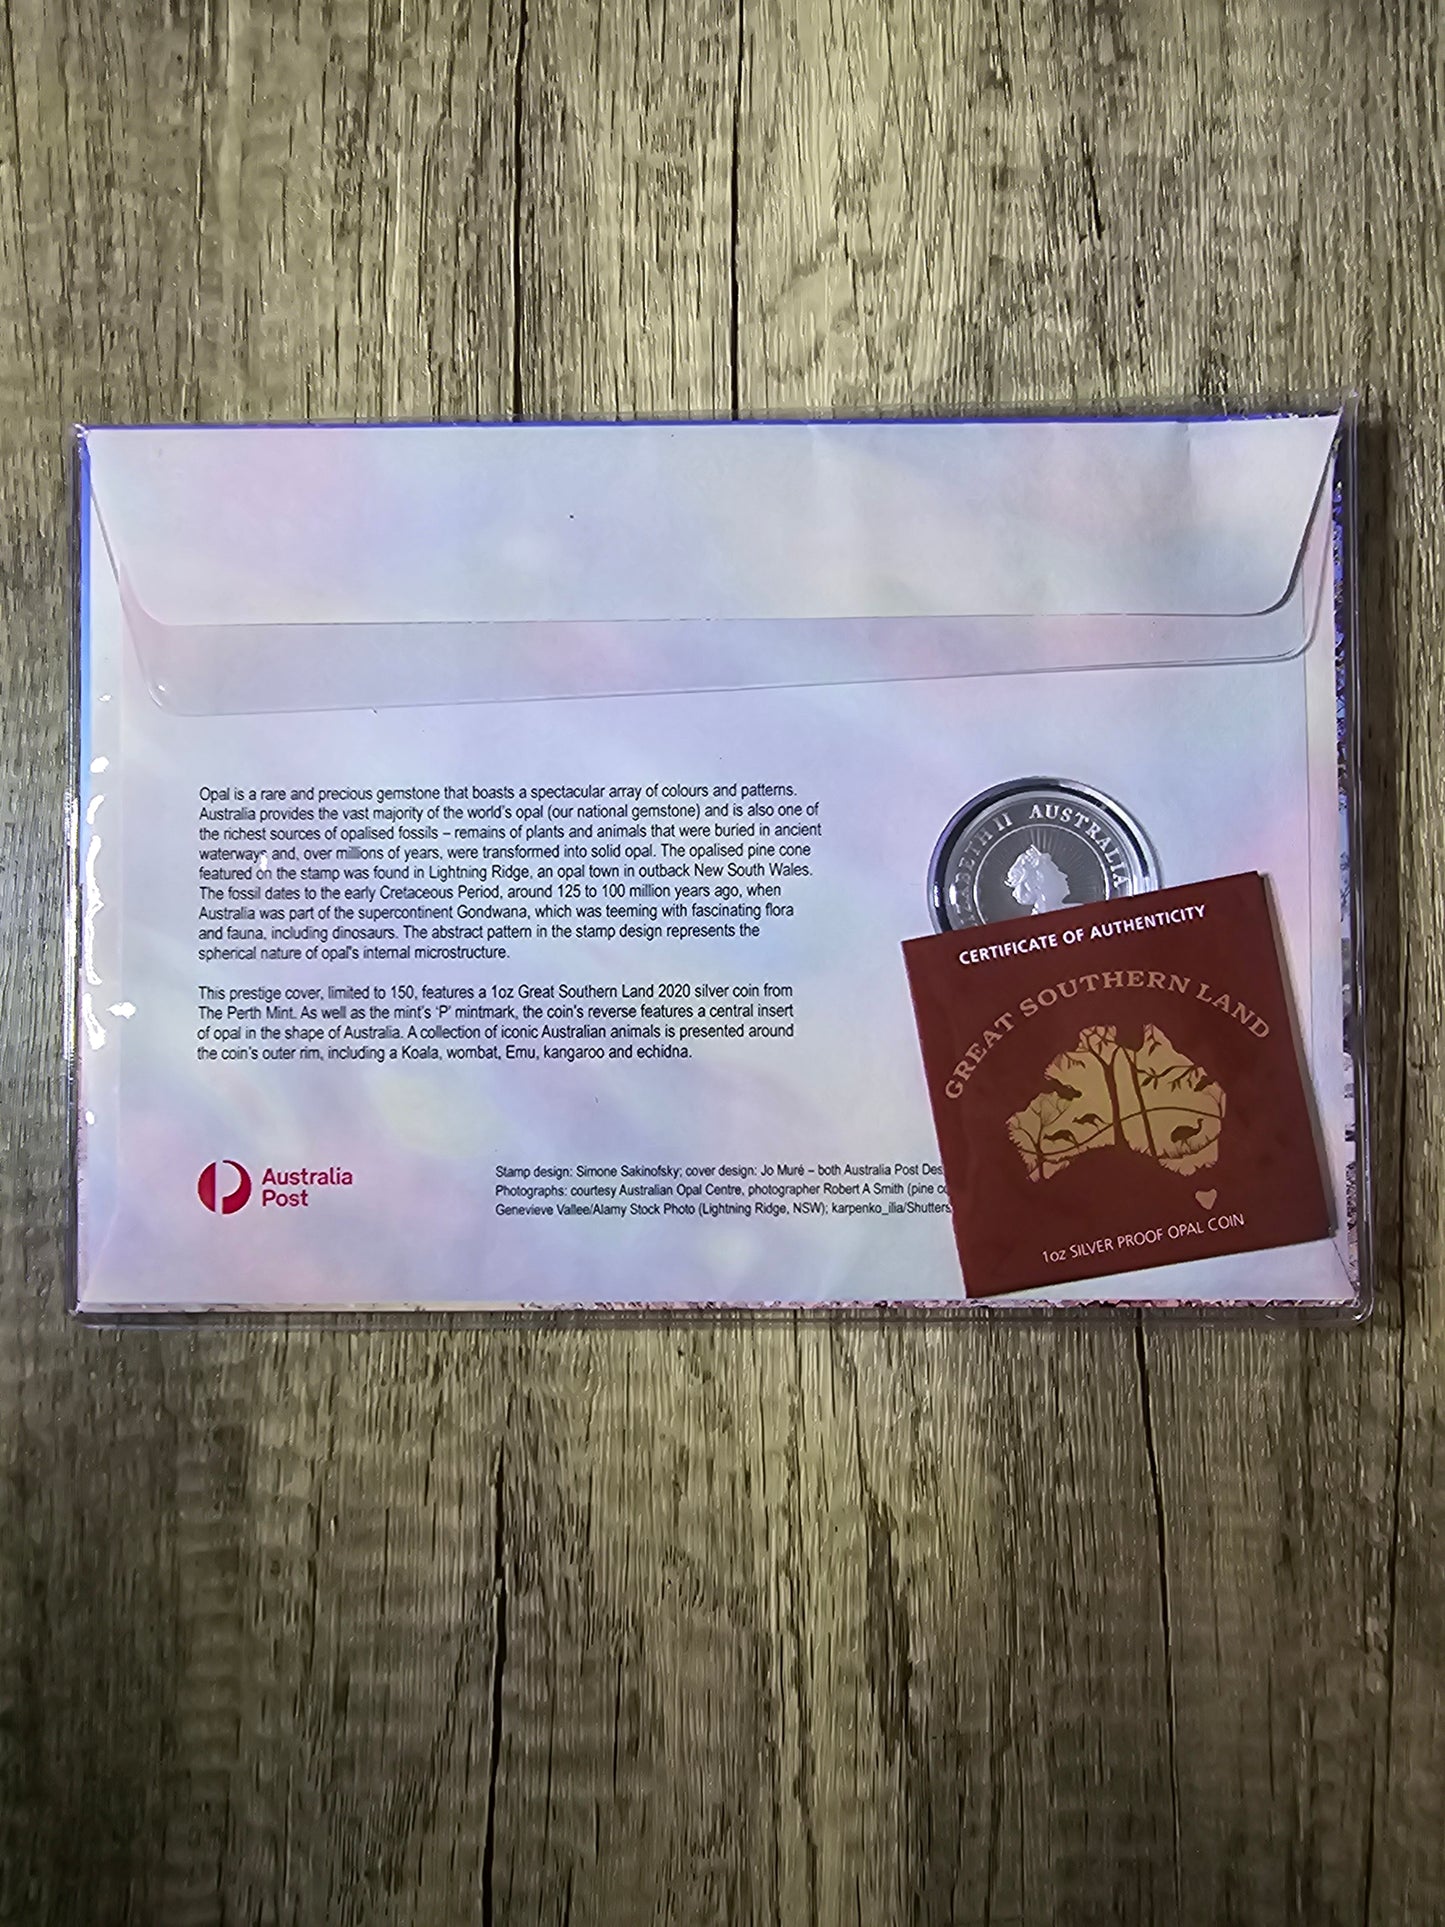 Opal is a rare and precious gemstone that boasts a spectacular array of colours and patterns.
Australia provides the vast majority of the world's opal (our national gemstone) and is also one of
the richest sources of opalised fossils – remains of plants and animals that were buried in ancient
waterways and, over millions of years, were transformed into solid opal. The opalised pine cone
featured on the stamp was found in Lightning Ridge, an opal town in outback New South Wales.
The fossil dates to the early Cretaceous Period, around 125 to 100 million years ago, when
Australia was part of the supercontinent Gondwana, which was teeming with fascinating flora
and fauna, including dinosaurs. The abstract pattern in the stamp design represents the
spherical nature of opal's internal microstructure.
This prestige cover, limited to 150, features a 1oz Great Southern Land 2020 silver coin from
The Perth Mint. As well as the mint's 'P' mintmark, the coin's reverse features a central insert
of opal in the shape of Australia. A collection of iconic Australian animals is presented around
the coin's outer rim, including a Koala, wombat, Emu, kangaroo and echidna.
ZABETH II AUSTRALIA
CERTIFICATE OF AUTHENTICITY
GREAT SOUTHERN LAND
1oz SILVER PROOF OPAL COIN
Australia
Post
Stamp design: Simone Sakinofsky; cover design: Jo Muré – both Australia Post Des
Photographs: courtesy Australian Opal Centre, photographer Robert A Smith (pine co
Genevieve Vallee/Alamy Stock Photo (Lightning Ridge, NSW); karpenko_ilia/Shutters